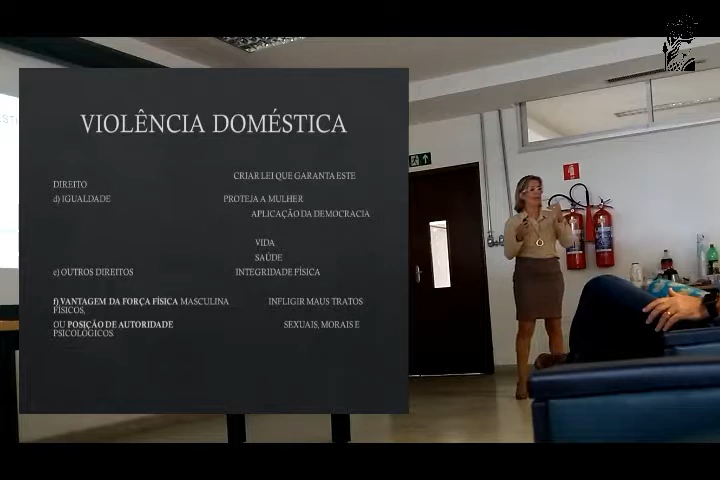 VIOLÊNCIA DOMÉSTICA
CRIAR LEI QUE GARANTA ESTE
DIREITO
d) IGUALDADE PROTEJA A MULHER
APLICAÇÃO DA DEMOCRACIA
VIDA
SAÚDE
e) OUTROS DIREITOS INTEGRIDADE FÍSICA
f) VANTAGEM DA FORÇA FÍSICA MASCULINA INFLIGIR MAUS TRATOS
FÍSICOS,
OU POSIÇÃO DE AUTORIDADE SEXUAIS, MORAIS E
PSICOLÓGICOS.